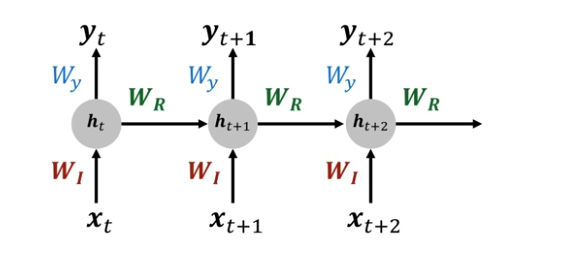 y_t y_{t+1} y_{t+2}
W_y W_y W_y
W_R W_R W_R
h_t h_{t+1} h_{t+2}
W_I W_I W_I
x_t x_{t+1} x_{t+2}